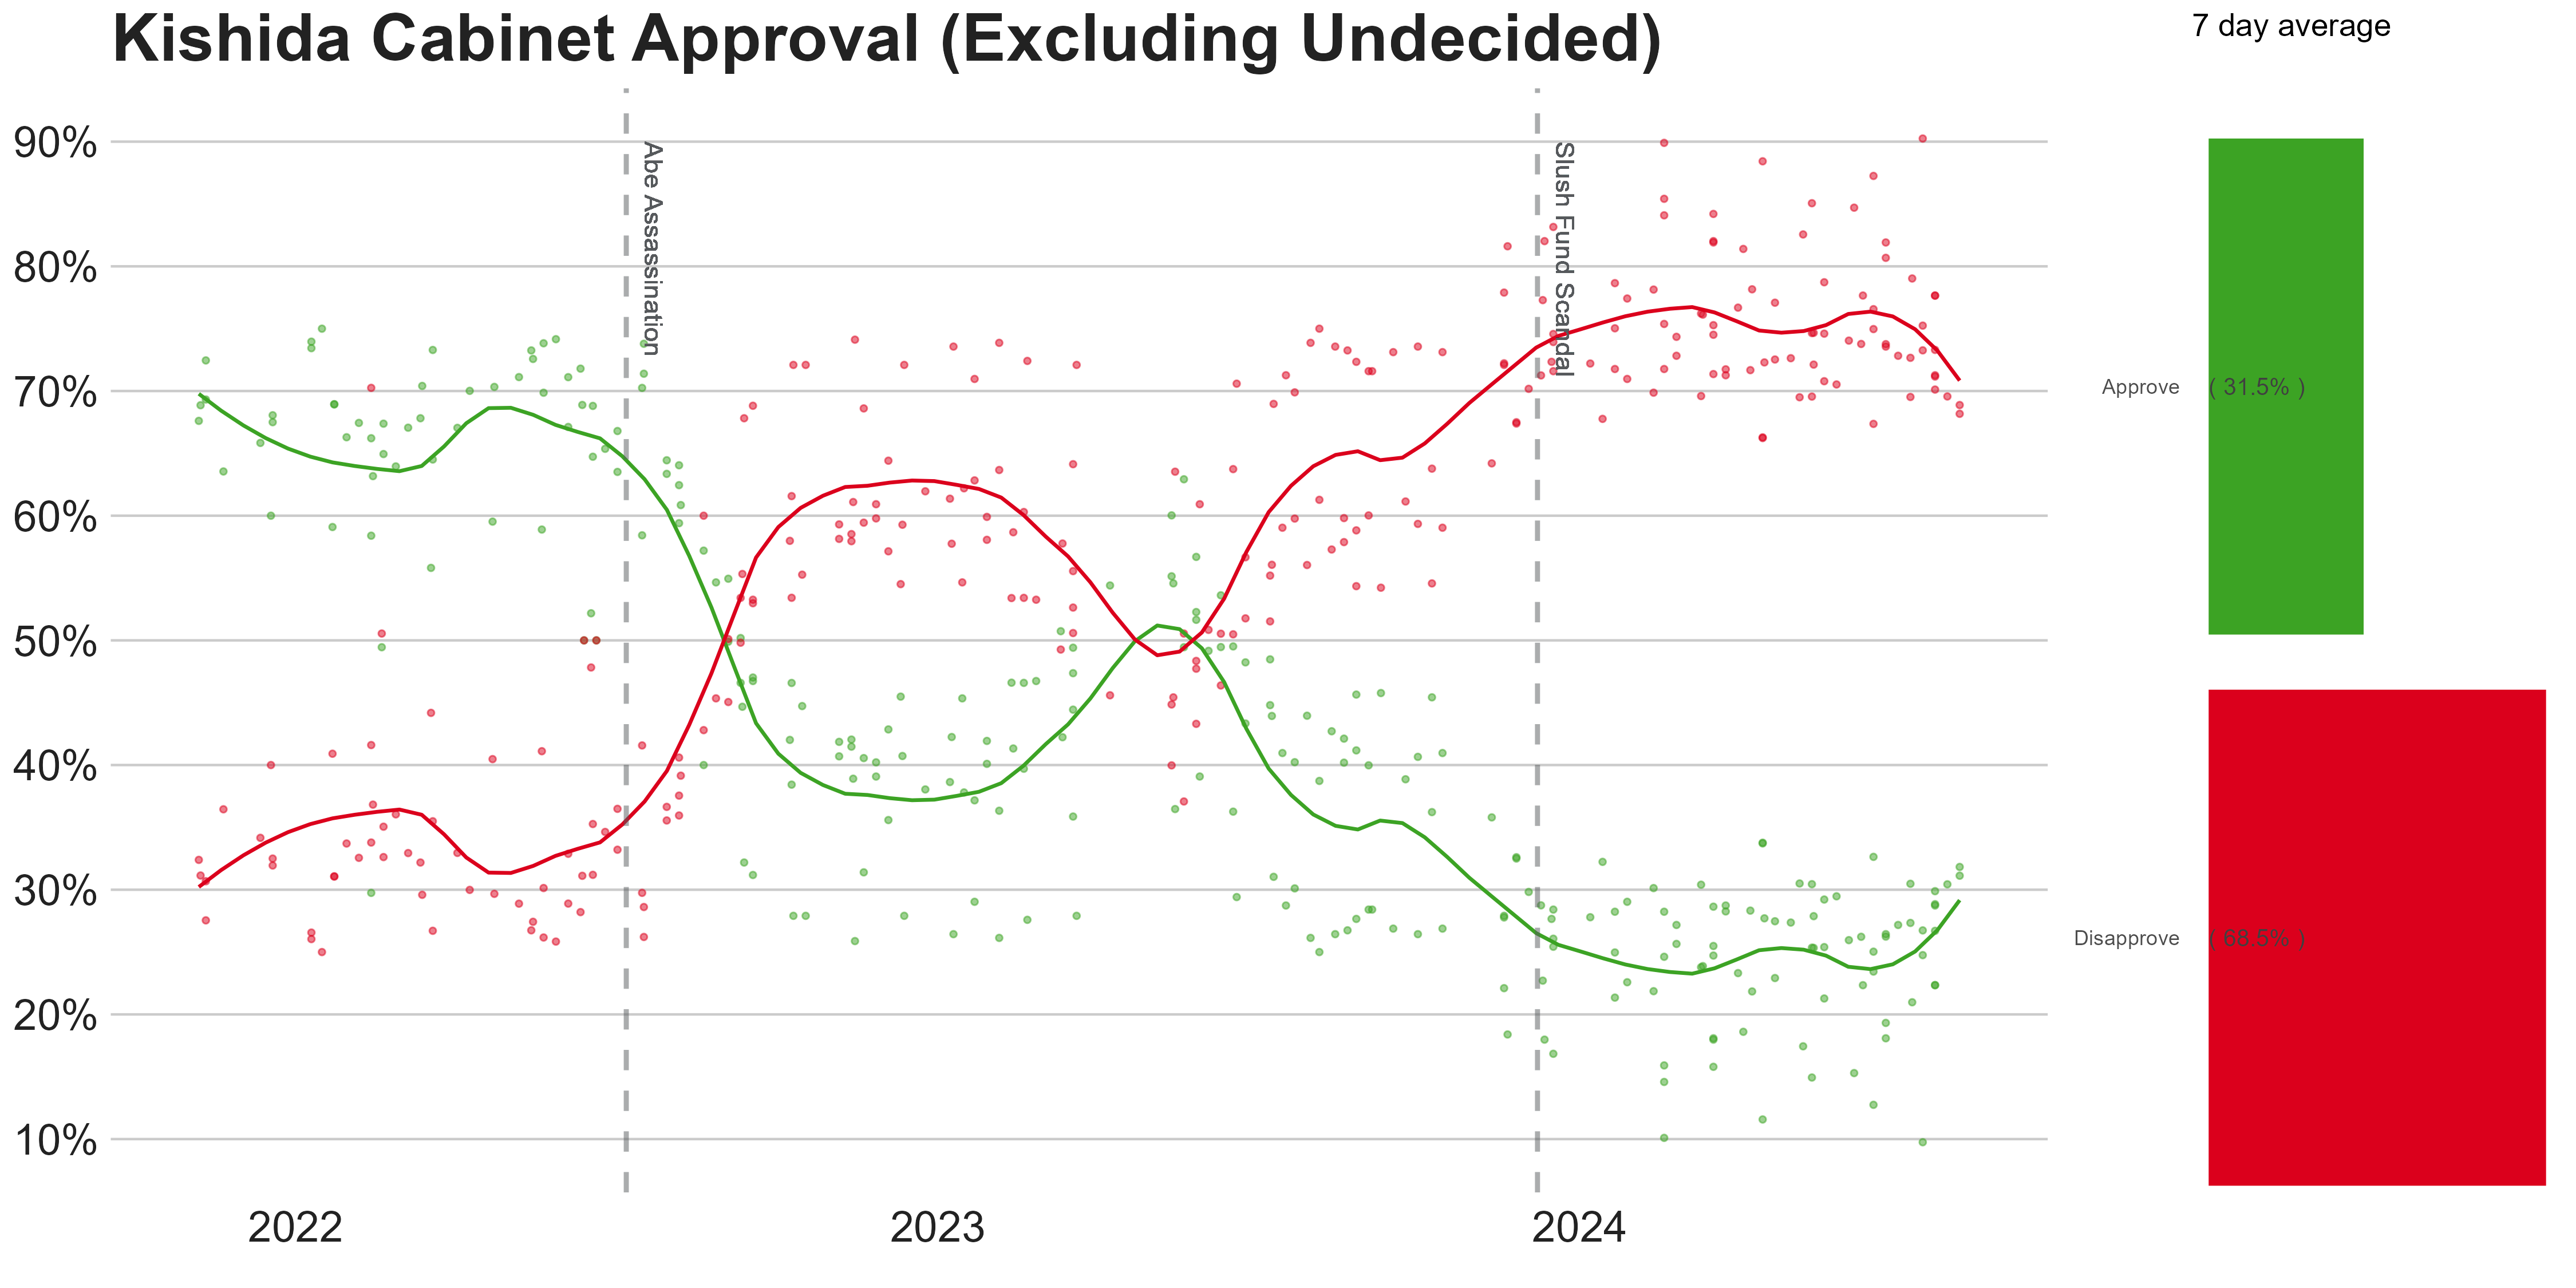 Kishida Cabinet Approval (Excluding Undecided)
7 day average
90%
80%
70%
60%
50%
40%
30%
20%
10%
Abe Assassination
Slush Fund Scandal
2022
2023
2024
Approve
( 31.5% )
Disapprove
( 68.5% )